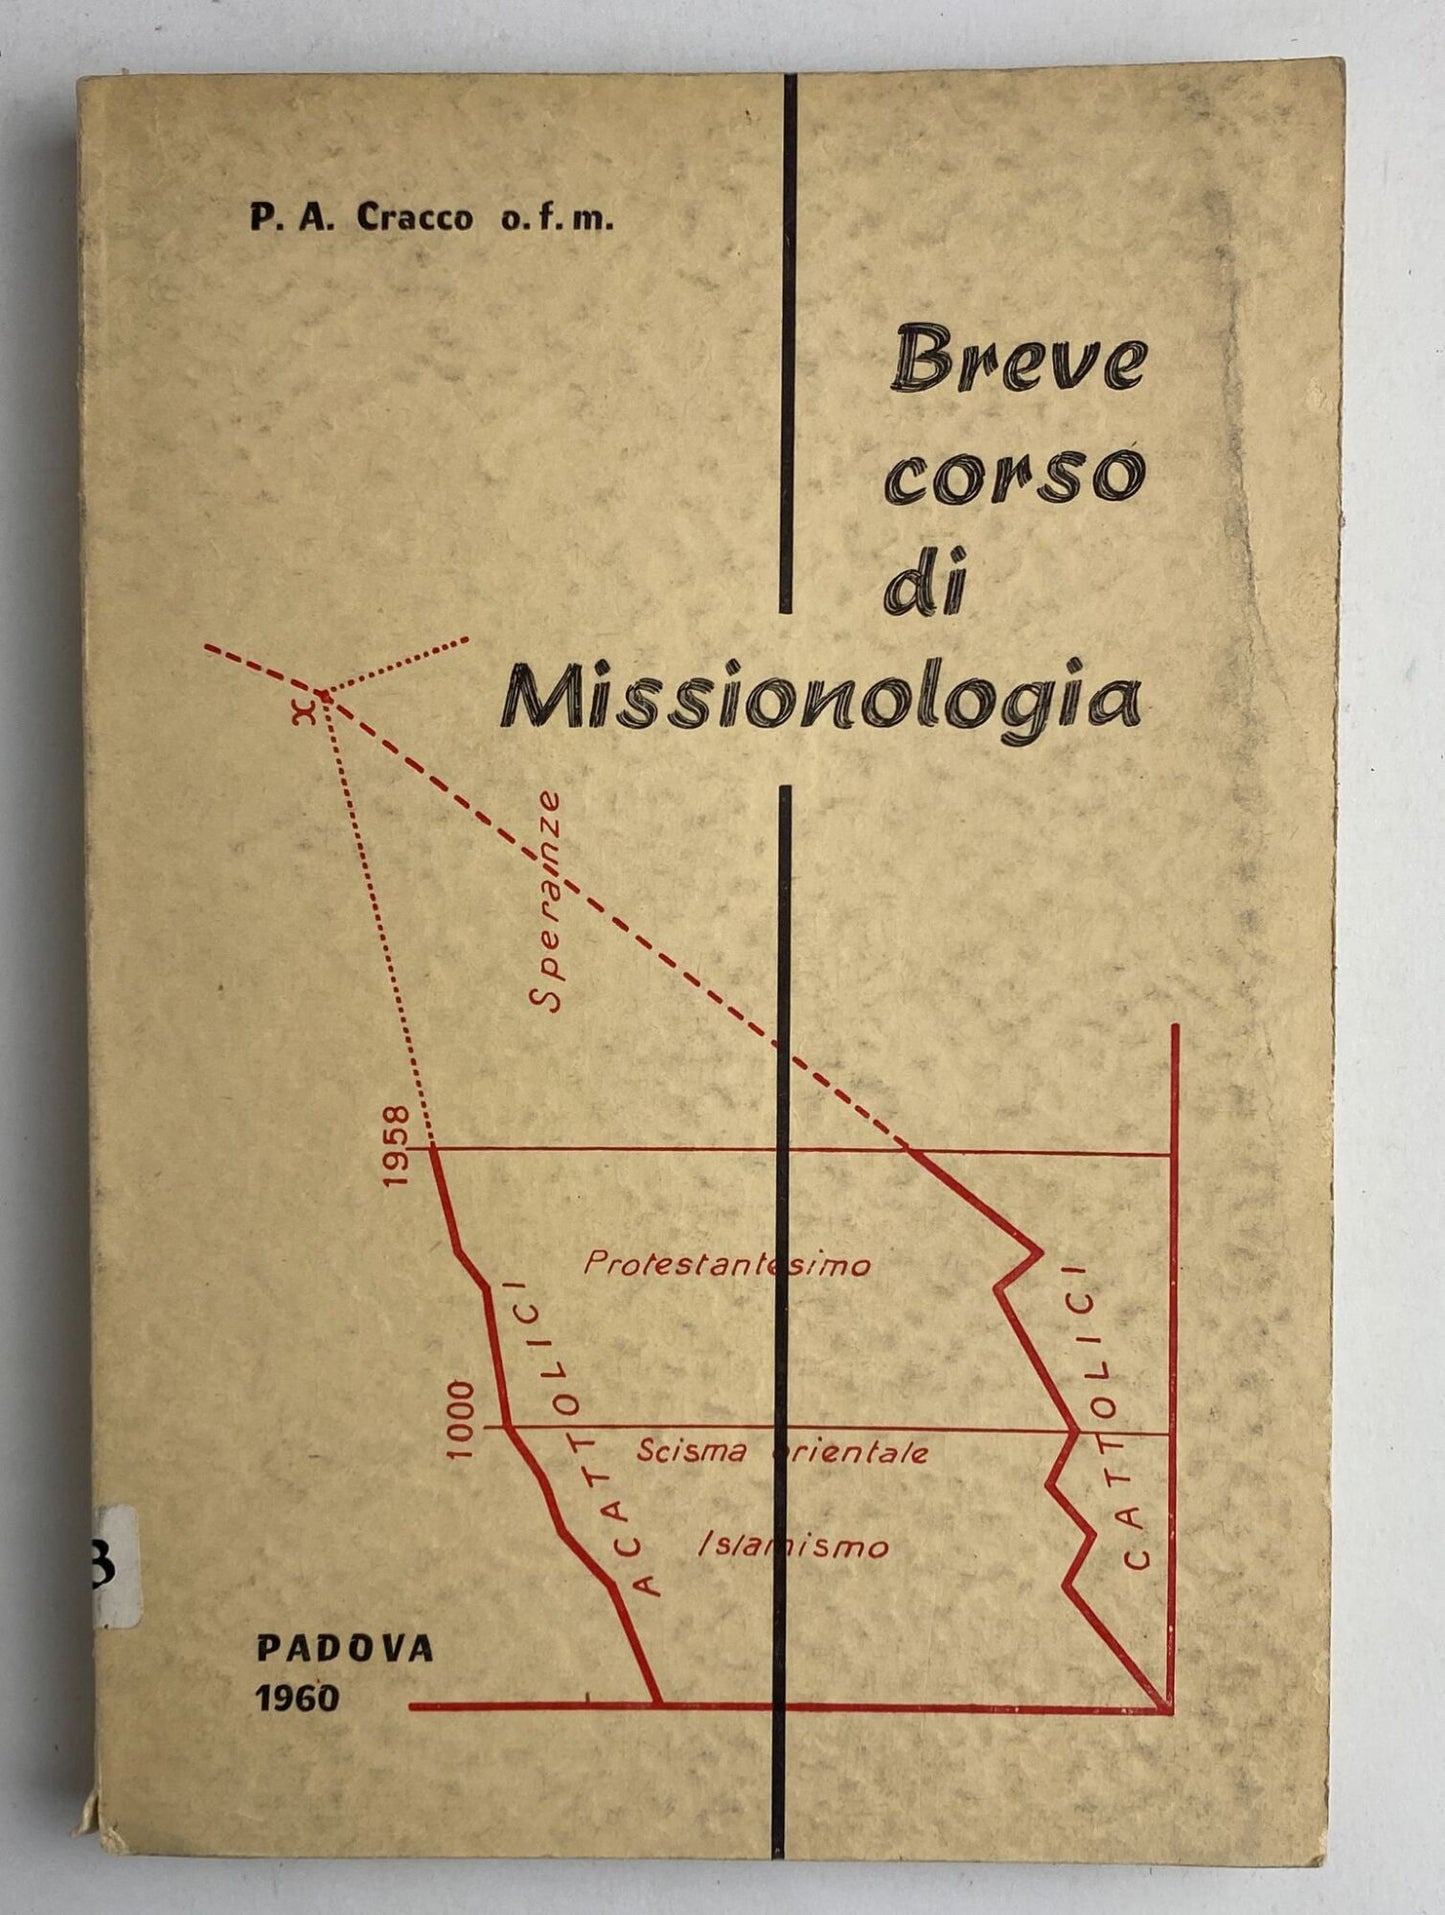 P. A. Cracco o.f.m.
Breve
corso
di
Missionologia
x
Speranze
1958
Protestantesimo
ACATTOLICI
CATTOLICI
1000
Scisma orientale
Islamismo
PADOVA
1960